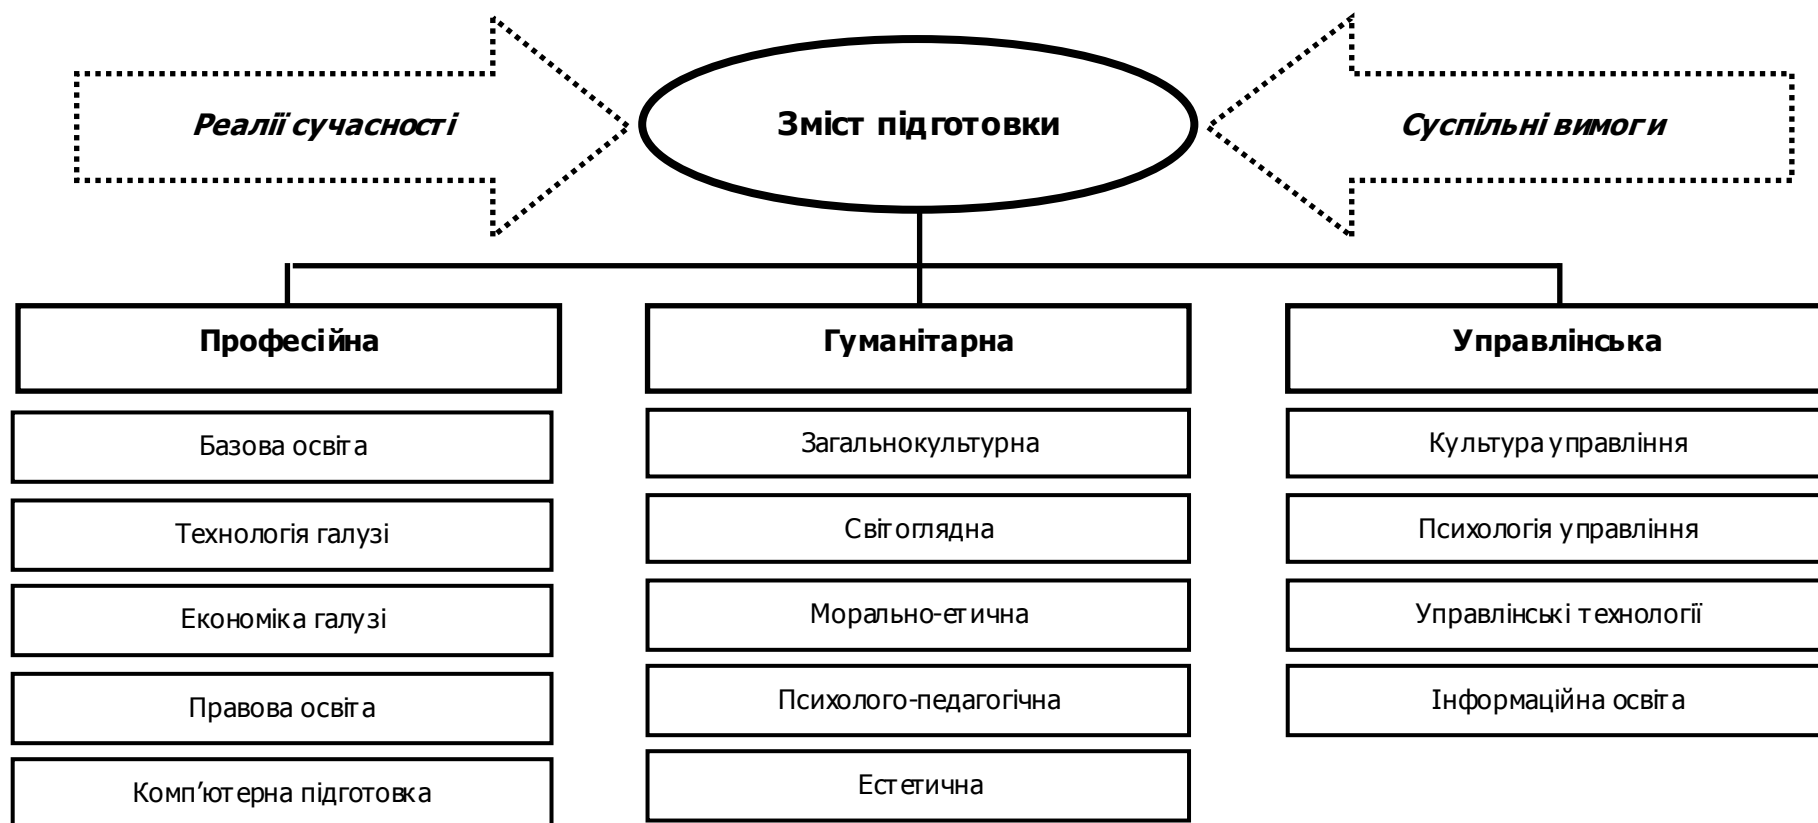 Реалії сучасності
Зміст підготовки
Суспільні вимоги
Професійна
Базова освіта
Технологія галузі
Економіка галузі
Правова освіта
Комп’ютерна підготовка
Гуманітарна
Загальнокультурна
Світоглядна
Морально-етична
Психолого-педагогічна
Естетична
Управлінська
Культура управління
Психологія управління
Управлінські технології
Інформаційна освіта